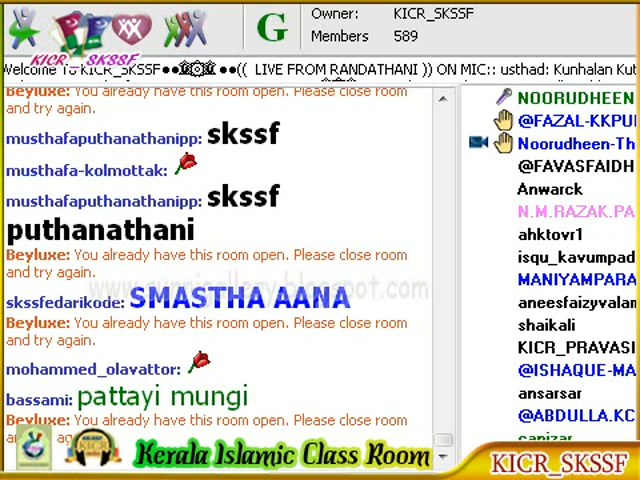 Owner: KICR_SKSSF
G
Members 589
KICR_SKSSF
Welcome To KICR_SKSSF●●۞●●(( LIVE FROM RANDATHANI )) ON MIC:: usthad: Kunhalan Kut
Beyluxe: You already have this room open. Please close room
and try again.
musthafaputhanathanipp: skssf
musthafa-kolmottak:
musthafaputhanathanipp: skssf
puthanathani
Beyluxe: You already have this room open. Please close room
and try again.
skssfedarikode: SMASTHA AANA
Beyluxe: You already have this room open. Please close room
and try again.
mohammed_olavattor:
bassami: pattayi mungi
Beyluxe: You already have this room open. Please close room
and try again.
NOORUDHEEN
@FAZAL-KKPU
Noorudheen-Th
@FAVASFAIDH
Anwarck
N.M.RAZAK.PA
ahktovr1
isqu_kavumpad
MANIYAMPARA
aneesfaizyvalan
shaikali
KICR_PRAVASI
@ISHAQUE-MA
ansarsar
@ABDULLA.KC
Kerala Islamic Class Room
KICR_SKSSF